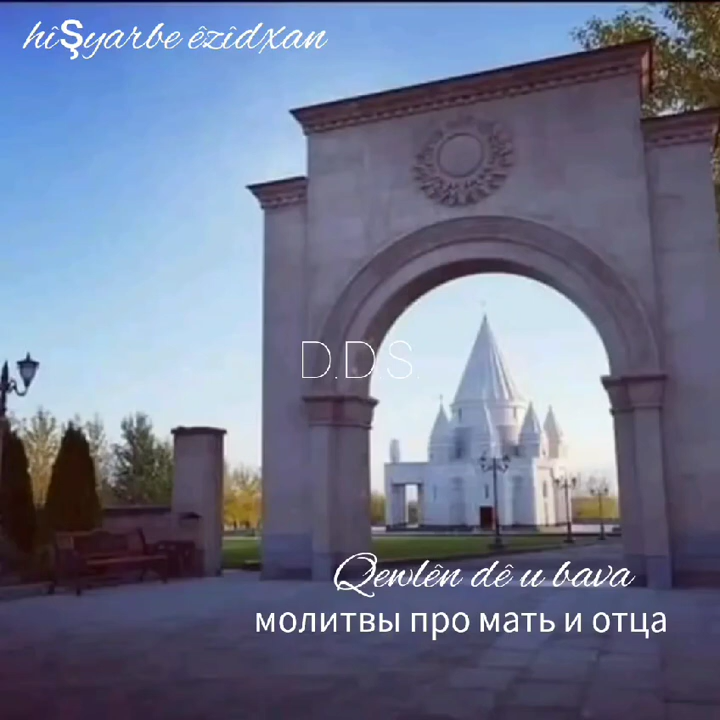 hîŞyarbe êzîdxan
D.D.S.
Qewlên dê u bava
молитвы про мать и отца